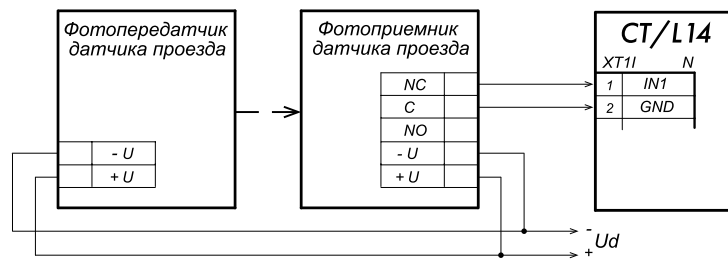 Фотопередатчик
датчика проезда
- U
+ U
Фотоприемник
датчика проезда
NC
C
NO
- U
+ U
CT/L14
XT1I N
1 IN1
2 GND
-
Ud
+